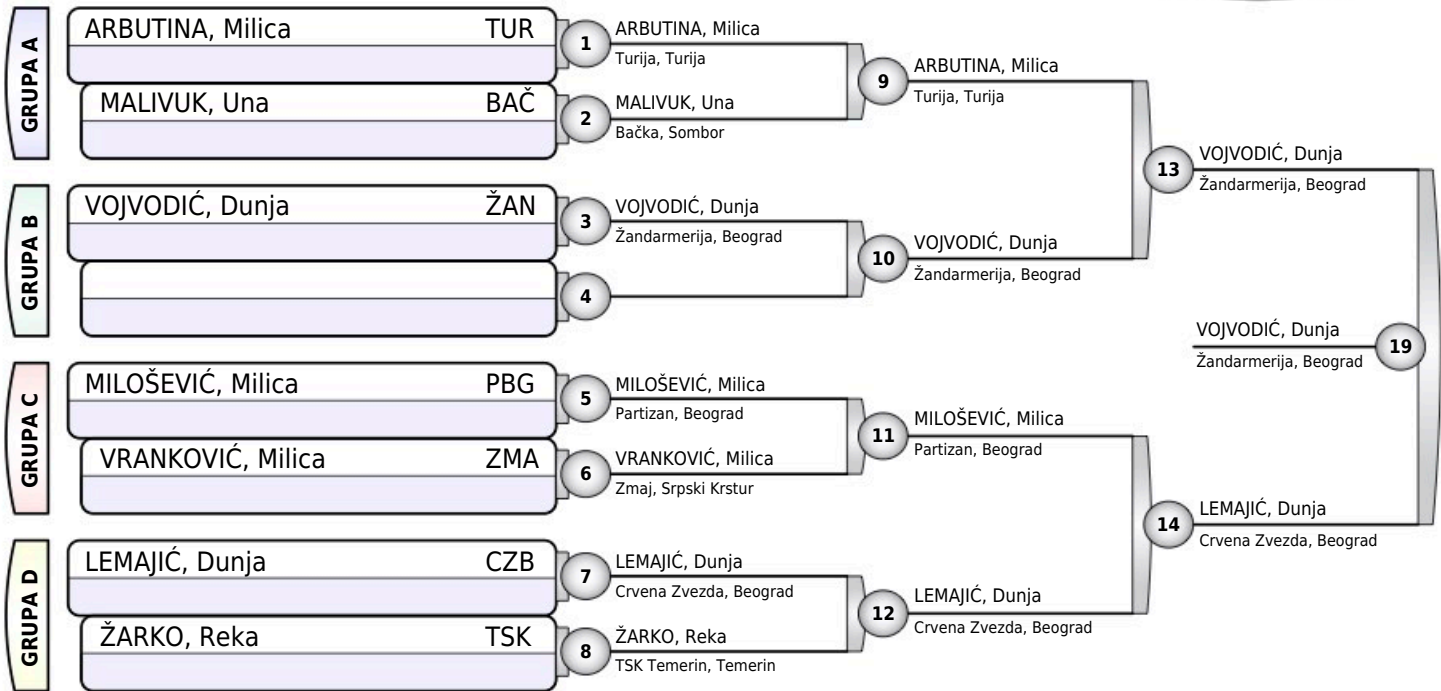 GRUPA A
ARBUTINA, Milica TUR
MALIVUK, Una BAČ
GRUPA B
VOJVODIĆ, Dunja ŽAN
GRUPA C
MILOŠEVIĆ, Milica PBG
VRANKOVIĆ, Milica ZMA
GRUPA D
LEMAJIĆ, Dunja CZB
ŽARKO, Reka TSK
1
ARBUTINA, Milica
Turija, Turija
2
MALIVUK, Una
Bačka, Sombor
3
VOJVODIĆ, Dunja
Žandarmerija, Beograd
4
5
MILOŠEVIĆ, Milica
Partizan, Beograd
6
VRANKOVIĆ, Milica
Zmaj, Srpski Krstur
7
LEMAJIĆ, Dunja
Crvena Zvezda, Beograd
8
ŽARKO, Reka
TSK Temerin, Temerin
9
ARBUTINA, Milica
Turija, Turija
10
VOJVODIĆ, Dunja
Žandarmerija, Beograd
11
MILOŠEVIĆ, Milica
Partizan, Beograd
12
LEMAJIĆ, Dunja
Crvena Zvezda, Beograd
13
VOJVODIĆ, Dunja
Žandarmerija, Beograd
14
LEMAJIĆ, Dunja
Crvena Zvezda, Beograd
VOJVODIĆ, Dunja
Žandarmerija, Beograd
19